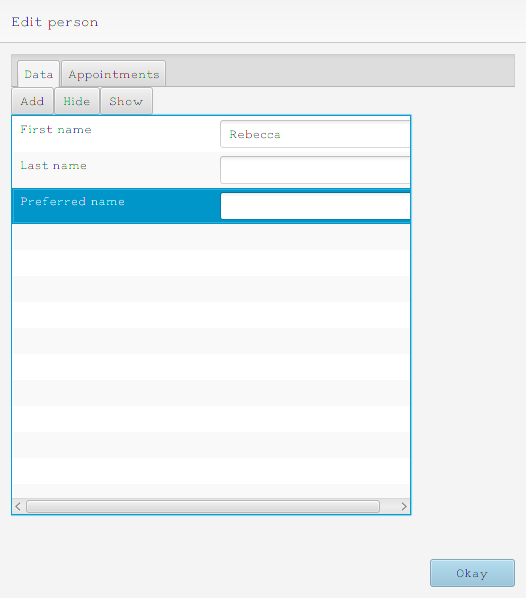 Edit person
Data Appointments
Add Hide Show
First name Rebecca
Last name
Preferred name
Okay